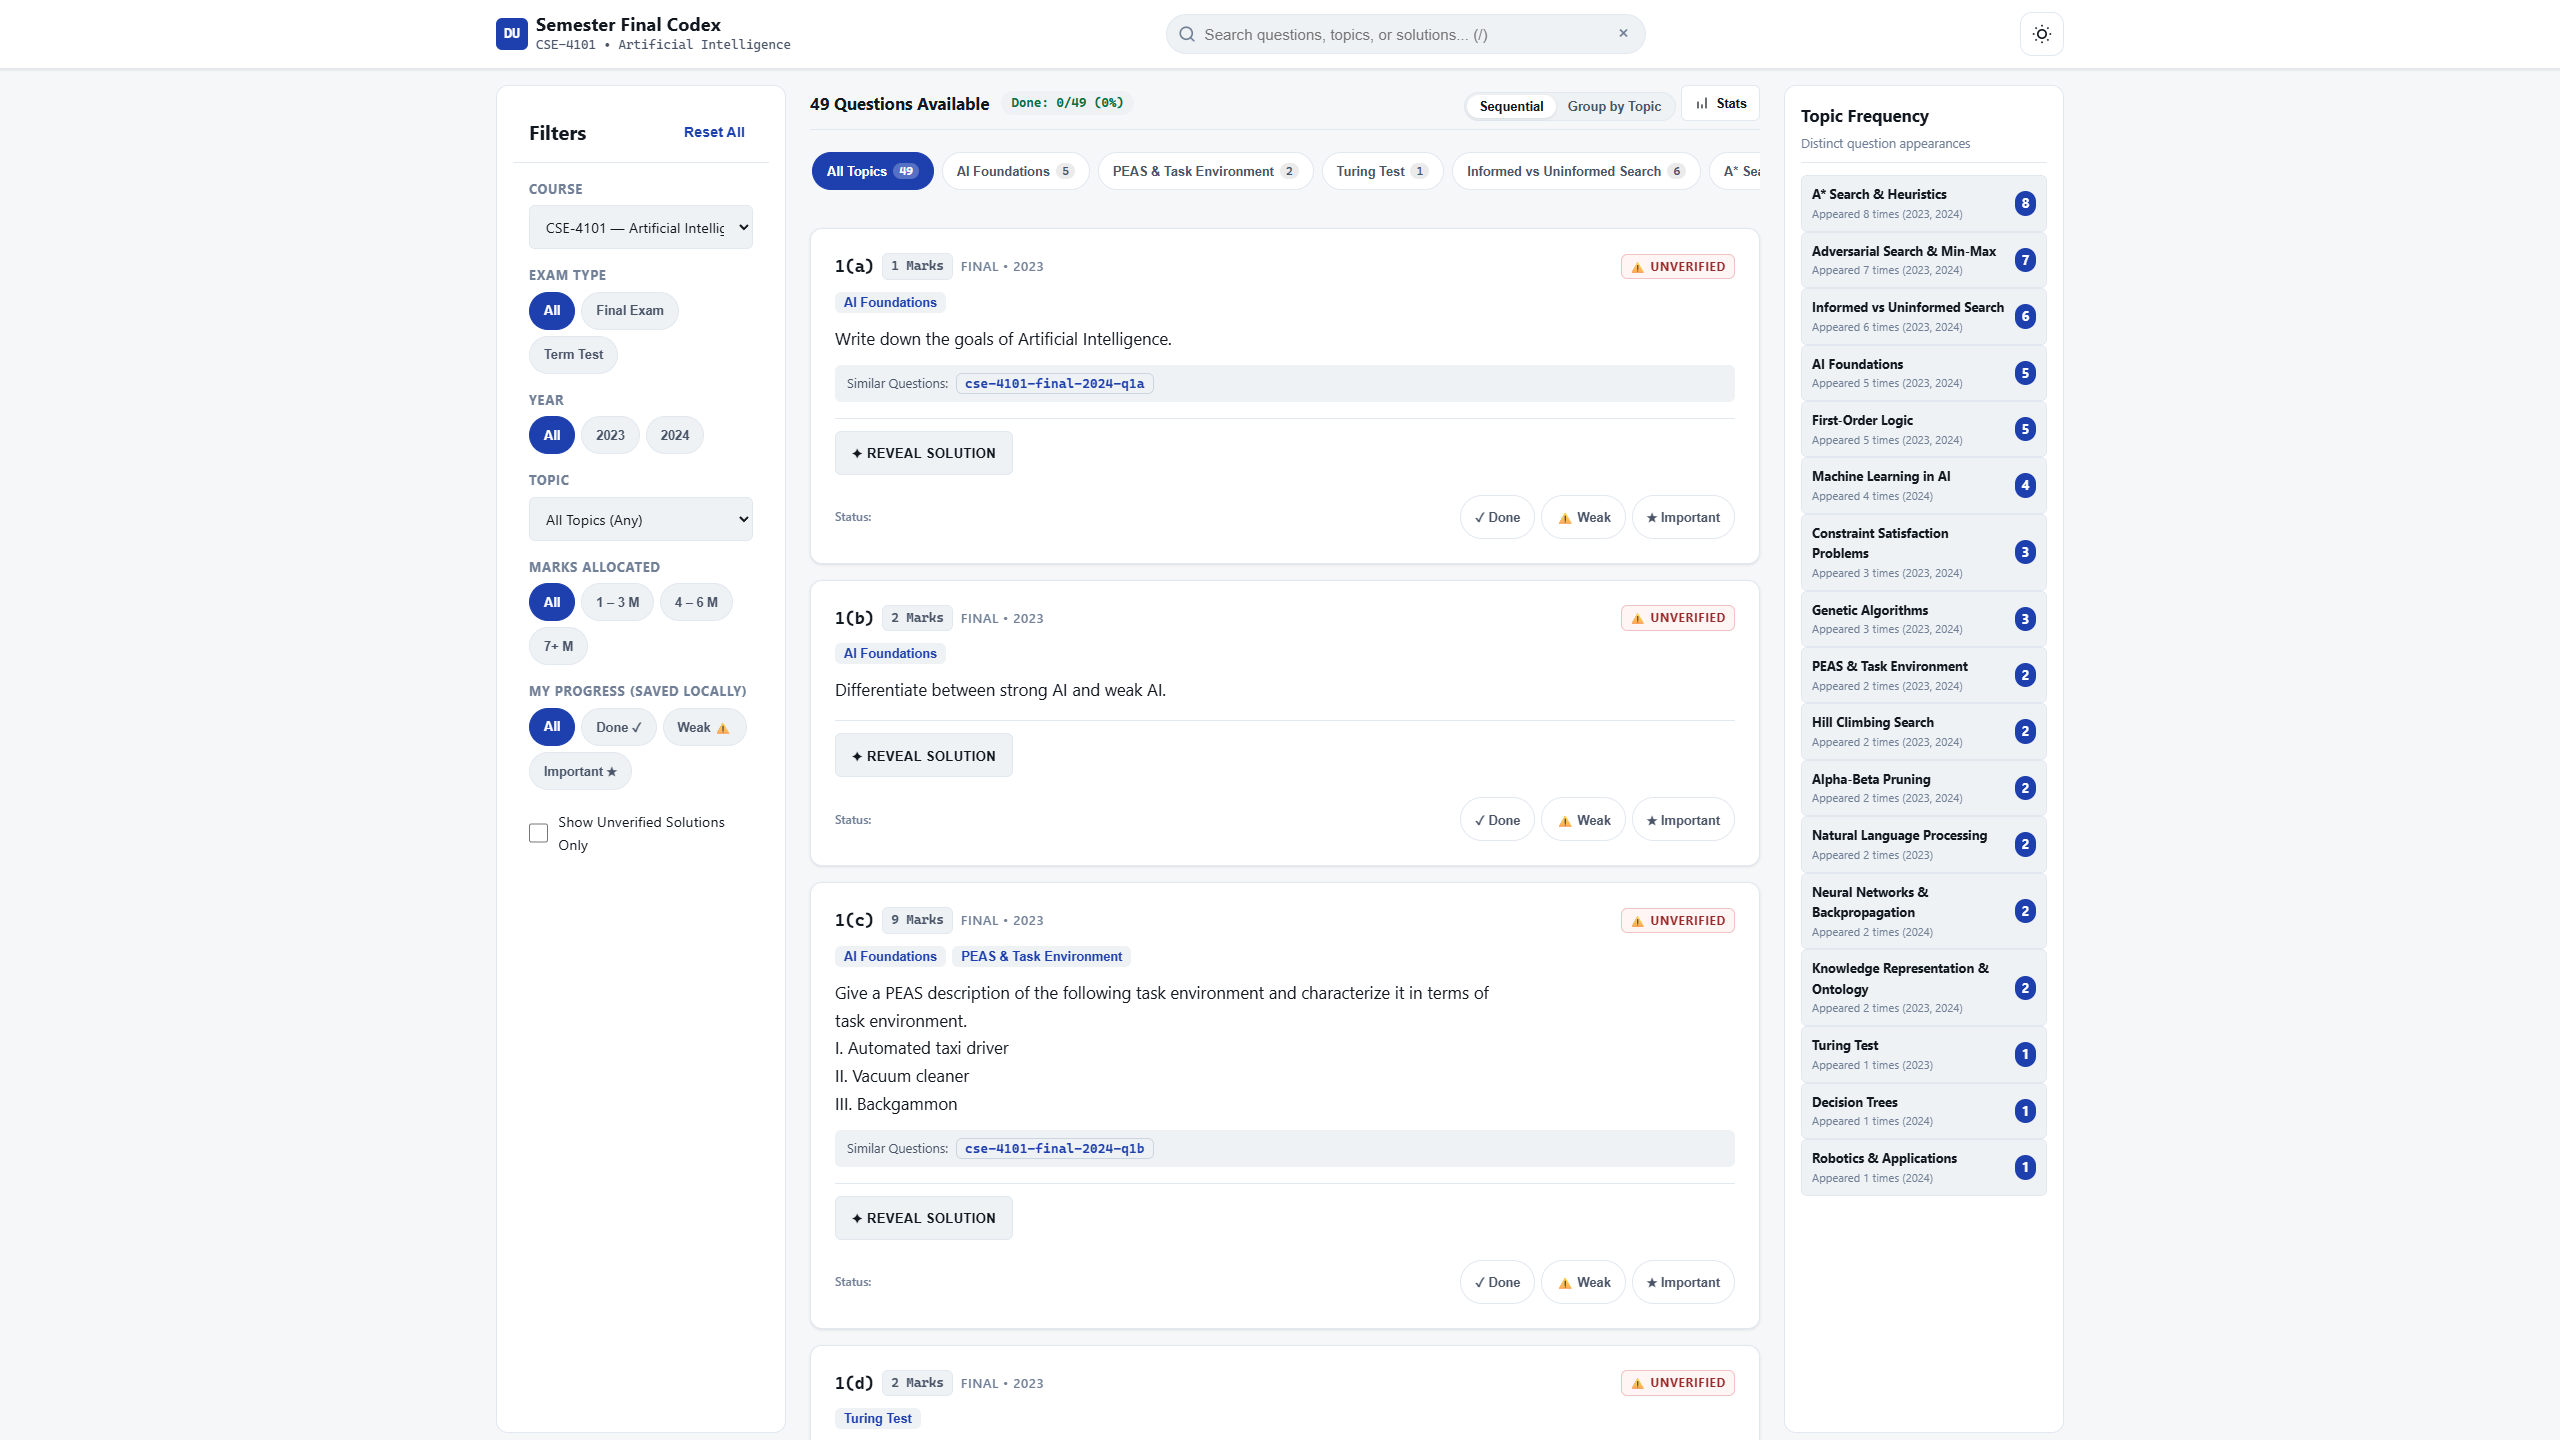 DU
Semester Final Codex
CSE-4101 • Artificial Intelligence
Search questions, topics, or solutions... (/)
×
Filters
Reset All
COURSE
CSE-4101 — Artificial Intellig
EXAM TYPE
All
Final Exam
Term Test
YEAR
All
2023
2024
TOPIC
All Topics (Any)
MARKS ALLOCATED
All
1 – 3 M
4 – 6 M
7+ M
MY PROGRESS (SAVED LOCALLY)
All
Done ✓
Weak ⚠️
Important ★
Show Unverified Solutions
Only
49 Questions Available
Done: 0/49 (0%)
Sequential
Group by Topic
Stats
All Topics 49
AI Foundations 5
PEAS & Task Environment 2
Turing Test 1
Informed vs Uninformed Search 6
A* Sea
1(a) 1 Marks FINAL • 2023
⚠️ UNVERIFIED
AI Foundations
Write down the goals of Artificial Intelligence.
Similar Questions: cse-4101-final-2024-q1a
✦ REVEAL SOLUTION
Status:
✓ Done
⚠️ Weak
★ Important
1(b) 2 Marks FINAL • 2023
⚠️ UNVERIFIED
AI Foundations
Differentiate between strong AI and weak AI.
✦ REVEAL SOLUTION
Status:
✓ Done
⚠️ Weak
★ Important
1(c) 9 Marks FINAL • 2023
⚠️ UNVERIFIED
AI Foundations
PEAS & Task Environment
Give a PEAS description of the following task environment and characterize it in terms of
task environment.
I. Automated taxi driver
II. Vacuum cleaner
III. Backgammon
Similar Questions: cse-4101-final-2024-q1b
✦ REVEAL SOLUTION
Status:
✓ Done
⚠️ Weak
★ Important
1(d) 2 Marks FINAL • 2023
⚠️ UNVERIFIED
Turing Test
Topic Frequency
Distinct question appearances
A* Search & Heuristics
Appeared 8 times (2023, 2024)
8
Adversarial Search & Min-Max
Appeared 7 times (2023, 2024)
7
Informed vs Uninformed Search
Appeared 6 times (2023, 2024)
6
AI Foundations
Appeared 5 times (2023, 2024)
5
First-Order Logic
Appeared 5 times (2023, 2024)
5
Machine Learning in AI
Appeared 4 times (2024)
4
Constraint Satisfaction
Problems
Appeared 3 times (2023, 2024)
3
Genetic Algorithms
Appeared 3 times (2023, 2024)
3
PEAS & Task Environment
Appeared 2 times (2023, 2024)
2
Hill Climbing Search
Appeared 2 times (2023, 2024)
2
Alpha-Beta Pruning
Appeared 2 times (2023, 2024)
2
Natural Language Processing
Appeared 2 times (2023)
2
Neural Networks &
Backpropagation
Appeared 2 times (2024)
2
Knowledge Representation &
Ontology
Appeared 2 times (2023, 2024)
2
Turing Test
Appeared 1 times (2023)
1
Decision Trees
Appeared 1 times (2024)
1
Robotics & Applications
Appeared 1 times (2024)
1